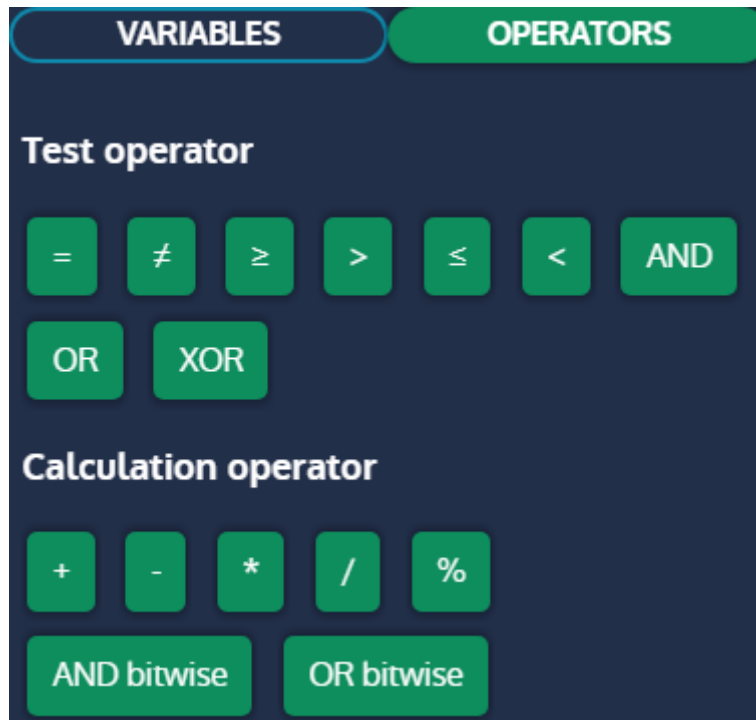 VARIABLES OPERATORS
Test operator
= ≠ ≥ > ≤ < AND
OR XOR
Calculation operator
+ - * / %
AND bitwise OR bitwise